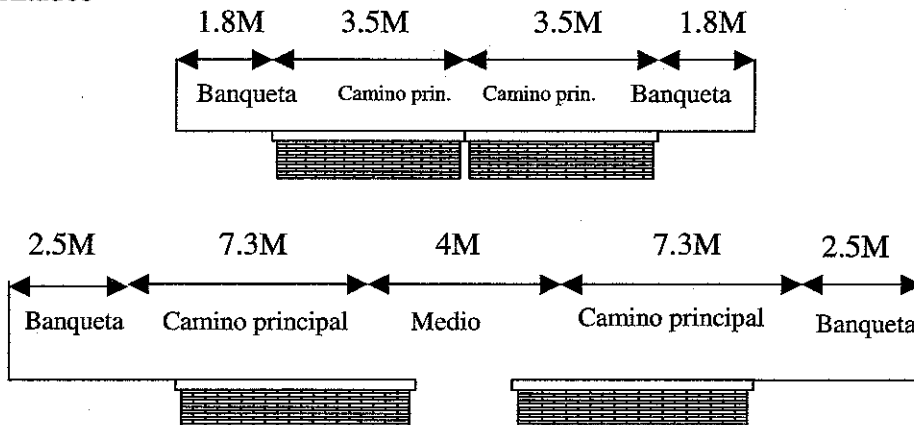 1.8M 3.5M 3.5M 1.8M
Banqueta Camino prin. Camino prin. Banqueta
2.5M 7.3M 4M 7.3M 2.5M
Banqueta Camino principal Medio Camino principal Banqueta